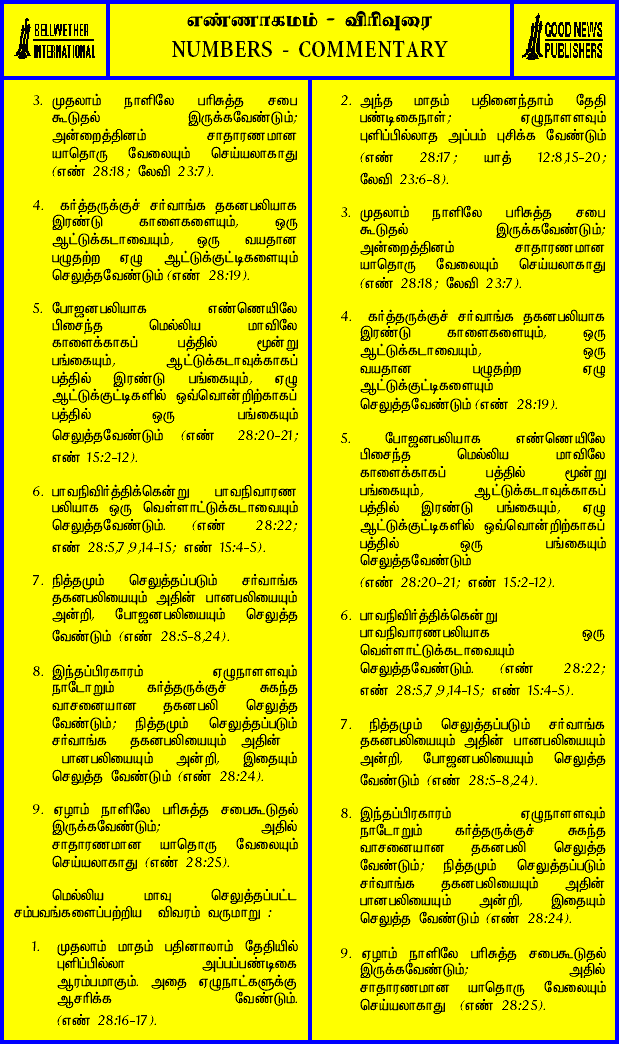 BELLWETHER
INTERNATIONAL
எண்ணாகமம் - விரிவுரை
NUMBERS - COMMENTARY
GOOD NEWS
PUBLISHERS
3. முதலாம் நாளிலே பரிசுத்த சபை
கூடுதல் இருக்கவேண்டும்;
அன்றைத்தினம் சாதாரணமான
யாதொரு வேலையும் செய்யலாகாது
(எண் 28:18; லேவி 23:7).
4. கர்த்தருக்குச் சர்வாங்க தகனபலியாக
இரண்டு காளைகளையும், ஒரு
ஆட்டுக்கடாவையும், ஒரு வயதான
பழுதற்ற ஏழு ஆட்டுக்குட்டிகளையும்
செலுத்தவேண்டும் (எண் 28:19).
5. போஜனபலியாக எண்ணெயிலே
பிசைந்த மெல்லிய மாவிலே
காளைக்காகப் பத்தில் மூன்று
பங்கையும், ஆட்டுக்கடாவுக்காகப்
பத்தில் இரண்டு பங்கையும், ஏழு
ஆட்டுக்குட்டிகளில் ஒவ்வொன்றிற்காகப்
பத்தில் ஒரு பங்கையும்
செலுத்தவேண்டும் (எண் 28:20-21;
எண் 15:2-12).
6. பாவநிவிர்த்திக்கென்று பாவநிவாரண
பலியாக ஒரு வெள்ளாட்டுக்கடாவையும்
செலுத்தவேண்டும். (எண் 28:22;
எண் 28:5,7,9,14-15; எண் 15:4-5).
7. நித்தமும் செலுத்தப்படும் சர்வாங்க
தகனபலியையும் அதின் பானபலியையும்
அன்றி, போஜனபலியையும் செலுத்த
வேண்டும் (எண் 28:5-8,24).
8. இந்தப்பிரகாரம் ஏழுநாளளவும்
நாடோறும் கர்த்தருக்குச் சுகந்த
வாசனையான தகனபலி செலுத்த
வேண்டும்; நித்தமும் செலுத்தப்படும்
சர்வாங்க தகனபலியையும் அதின்
பானபலியையும் அன்றி, இதையும்
செலுத்த வேண்டும் (எண் 28:24).
9. ஏழாம் நாளிலே பரிசுத்த சபைகூடுதல்
இருக்கவேண்டும்; அதில்
சாதாரணமான யாதொரு வேலையும்
செய்யலாகாது (எண் 28:25).
மெல்லிய மாவு செலுத்தப்பட்ட
சம்பவங்களைப்பற்றிய விவரம் வருமாறு :
1. முதலாம் மாதம் பதினாலாம் தேதியில்
புளிப்பில்லா அப்பப்பண்டிகை
ஆரம்பமாகும். அதை ஏழுநாட்களுக்கு
ஆசரிக்க வேண்டும்.
(எண் 28:16-17).
2. அந்த மாதம் பதினைந்தாம் தேதி
பண்டிகைநாள்; ஏழுநாளளவும்
புளிப்பில்லாத அப்பம் புசிக்க வேண்டும்
(எண் 28:17; யாத் 12:8,15-20;
லேவி 23:6-8).
3. முதலாம் நாளிலே பரிசுத்த சபை
கூடுதல் இருக்கவேண்டும்;
அன்றைத்தினம் சாதாரணமான
யாதொரு வேலையும் செய்யலாகாது
(எண் 28:18; லேவி 23:7).
4. கர்த்தருக்குச் சர்வாங்க தகனபலியாக
இரண்டு காளைகளையும், ஒரு
ஆட்டுக்கடாவையும், ஒரு
வயதான பழுதற்ற ஏழு
ஆட்டுக்குட்டிகளையும்
செலுத்தவேண்டும் (எண் 28:19).
5. போஜனபலியாக எண்ணெயிலே
பிசைந்த மெல்லிய மாவிலே
காளைக்காகப் பத்தில் மூன்று
பங்கையும், ஆட்டுக்கடாவுக்காகப்
பத்தில் இரண்டு பங்கையும், ஏழு
ஆட்டுக்குட்டிகளில் ஒவ்வொன்றிற்காகப்
பத்தில் ஒரு பங்கையும்
செலுத்தவேண்டும்
(எண் 28:20-21; எண் 15:2-12).
6. பாவநிவிர்த்திக்கென்று
பாவநிவாரணபலியாக ஒரு
வெள்ளாட்டுக்கடாவையும்
செலுத்தவேண்டும். (எண் 28:22;
எண் 28:5,7,9,14-15; எண் 15:4-5).
7. நித்தமும் செலுத்தப்படும் சர்வாங்க
தகனபலியையும் அதின் பானபலியையும்
அன்றி, போஜனபலியையும் செலுத்த
வேண்டும் (எண் 28:5-8,24).
8. இந்தப்பிரகாரம் ஏழுநாளளவும்
நாடோறும் கர்த்தருக்குச் சுகந்த
வாசனையான தகனபலி செலுத்த
வேண்டும்; நித்தமும் செலுத்தப்படும்
சர்வாங்க தகனபலியையும் அதின்
பானபலியையும் அன்றி, இதையும்
செலுத்த வேண்டும் (எண் 28:24).
9. ஏழாம் நாளிலே பரிசுத்த சபைகூடுதல்
இருக்கவேண்டும்; அதில்
சாதாரணமான யாதொரு வேலையும்
செய்யலாகாது (எண் 28:25).